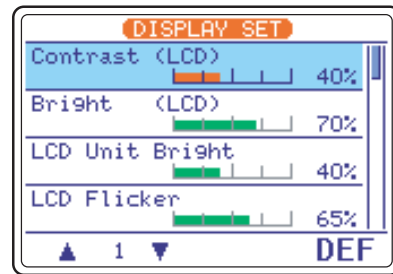 DISPLAY SET
Contrast (LCD)
40%
Bright (LCD)
70%
LCD Unit Bright
40%
LCD Flicker
65%
▲ 1 ▼ DEF